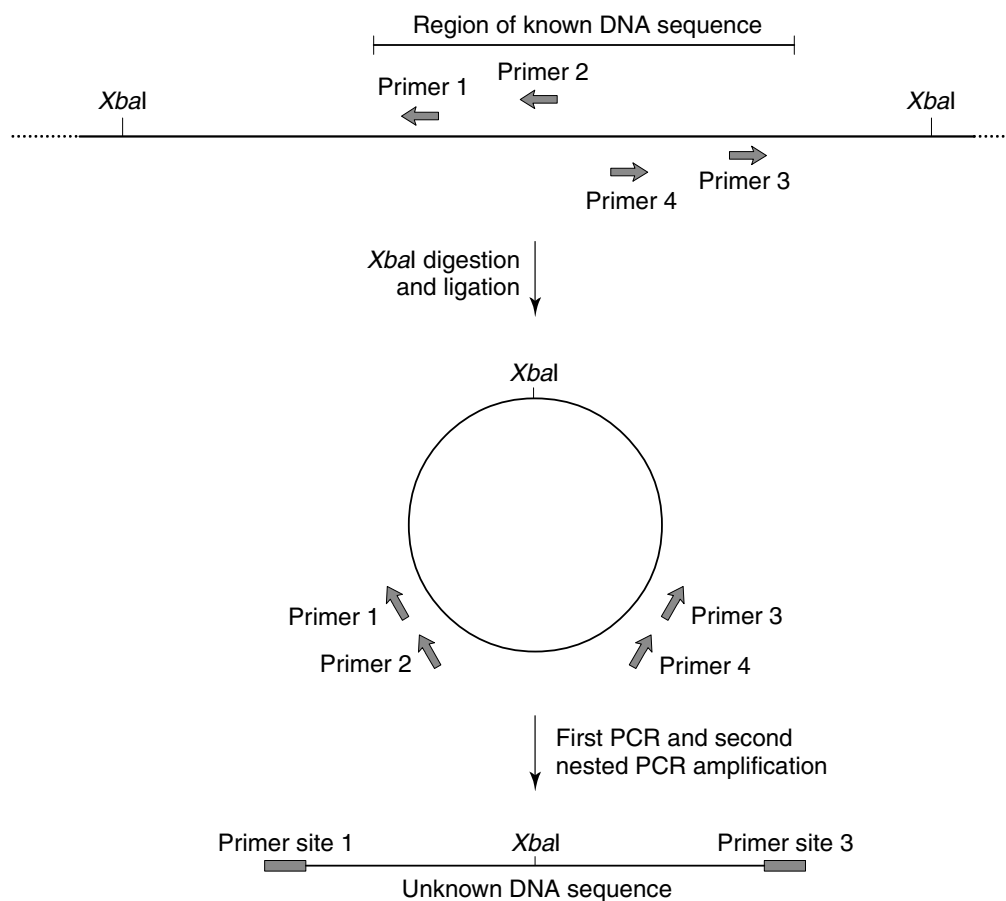 Region of known DNA sequence
Primer 2
Primer 1
XbaI
XbaI
Primer 4
Primer 3
XbaI digestion
and ligation
XbaI
Primer 1
Primer 3
Primer 2
Primer 4
First PCR and second
nested PCR amplification
Primer site 1
XbaI
Primer site 3
Unknown DNA sequence